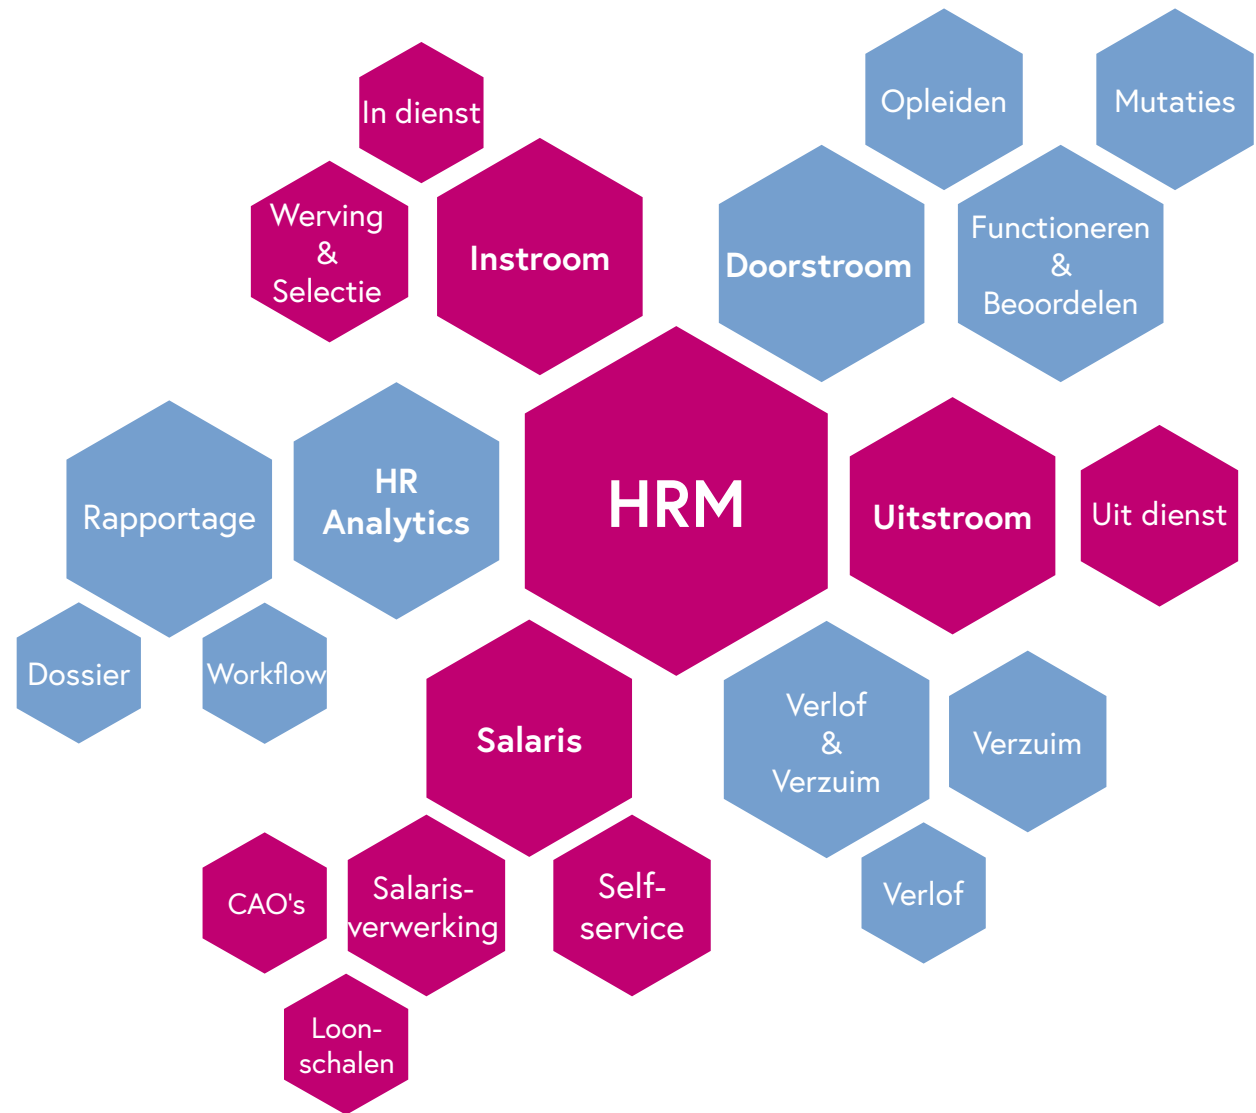 In dienst
Werving
&
Selectie
Instroom
Doorstroom
Opleiden
Mutaties
Functioneren
&
Beoordelen
Rapportage
HR
Analytics
HRM
Uitstroom
Uit dienst
Dossier
Workflow
Salaris
Verlof
&
Verzuim
Verzuim
Verlof
CAO's
Salaris-
verwerking
Self-
service
Loon-
schalen